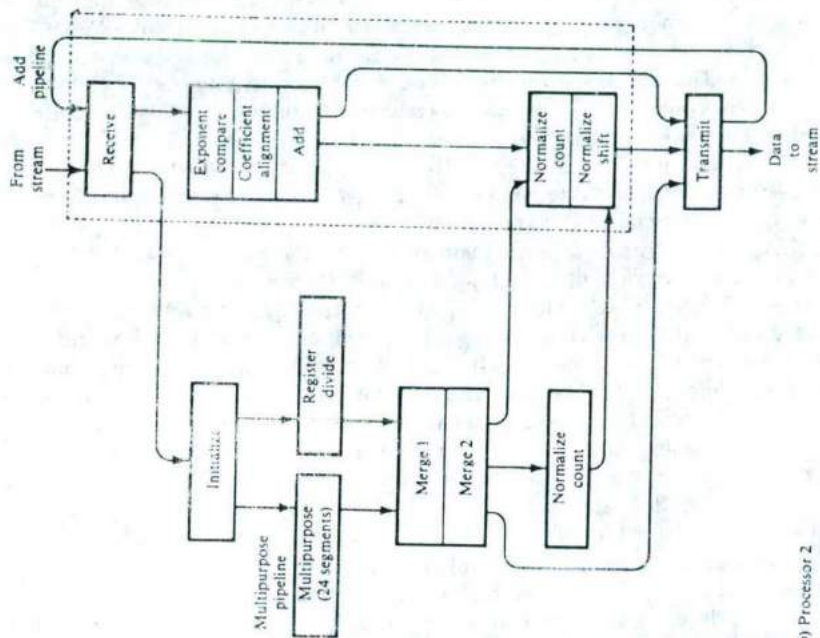 From
stream
Add
pipeline
Receive
Exponent
compare
Coefficient
alignment
Add
Initialize
Multipurpose
pipeline
Multipurpose
(24 segments)
Register
divide
Merge 1
Merge 2
Normalize
count
Normalize
count
Normalize
shift
Transmit
Data
to
stream
) Processor 2